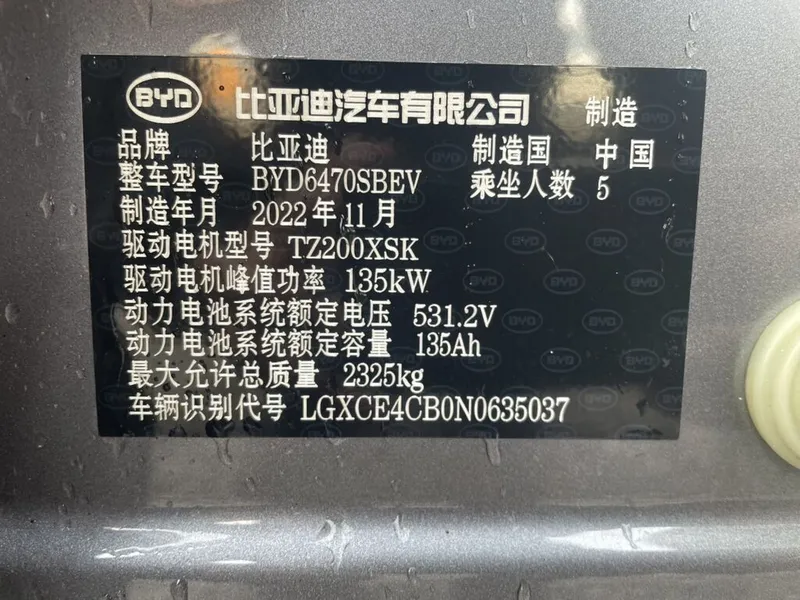 BYD 比亚迪汽车有限公司 制造
品牌 比亚迪 制造国 中国
整车型号 BYD6470SBEV 乘坐人数 5
制造年月 2022年11月
驱动电机型号 TZ200XSK
驱动电机峰值功率 135kW
动力电池系统额定电压 531.2V
动力电池系统额定容量 135Ah
最大允许总质量 2325kg
车辆识别代号 LGXCE4CB0N0635037